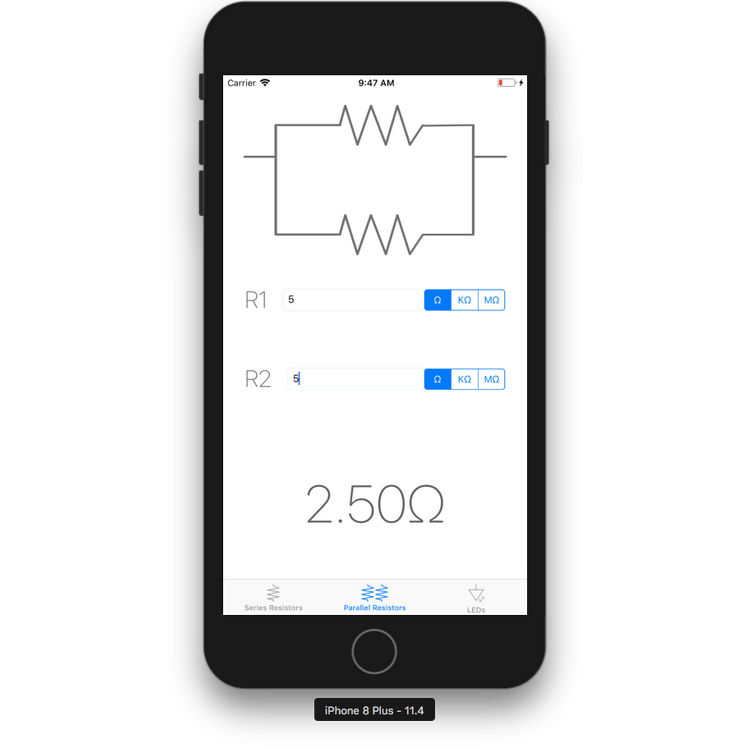 Carrier 9:47 AM
R1 5 Ω KΩ MΩ
R2 5 Ω KΩ MΩ
2.50Ω
Series Resistors Parallel Resistors LEDs
iPhone 8 Plus - 11.4